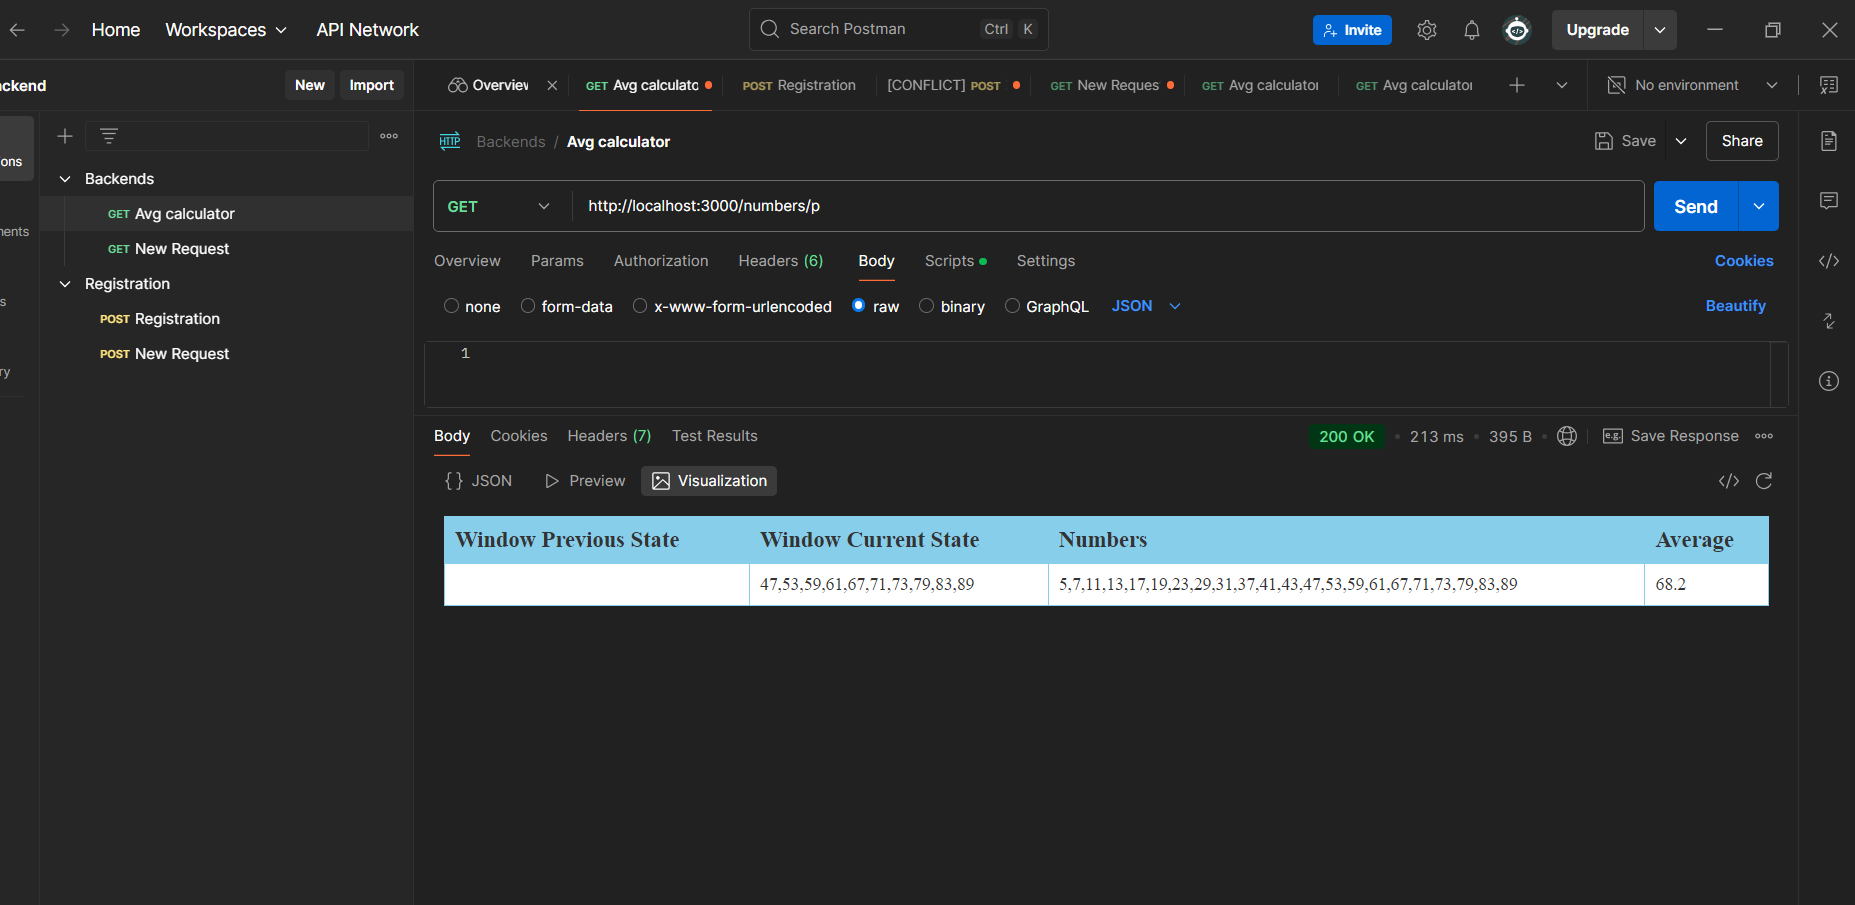 Home Workspaces API Network Search Postman Ctrl K Invite Upgrade
ckend New Import Overview GET Avg calculato POST Registration [CONFLICT] POST GET New Reques GET Avg calculator GET Avg calculator No environment
HTTP Backends / Avg calculator Save Share
ons
Backends
GET Avg calculator
GET New Request
Registration
POST Registration
POST New Request
nents
s
ry
GET http://localhost:3000/numbers/p Send
Overview Params Authorization Headers (6) Body Scripts Settings Cookies
none form-data x-www-form-urlencoded raw binary GraphQL JSON Beautify
1
Body Cookies Headers (7) Test Results 200 OK • 213 ms • 395 B • e.g. Save Response
{} JSON Preview Visualization </>
Window Previous State Window Current State Numbers Average
47,53,59,61,67,71,73,79,83,89 5,7,11,13,17,19,23,29,31,37,41,43,47,53,59,61,67,71,73,79,83,89 68.2